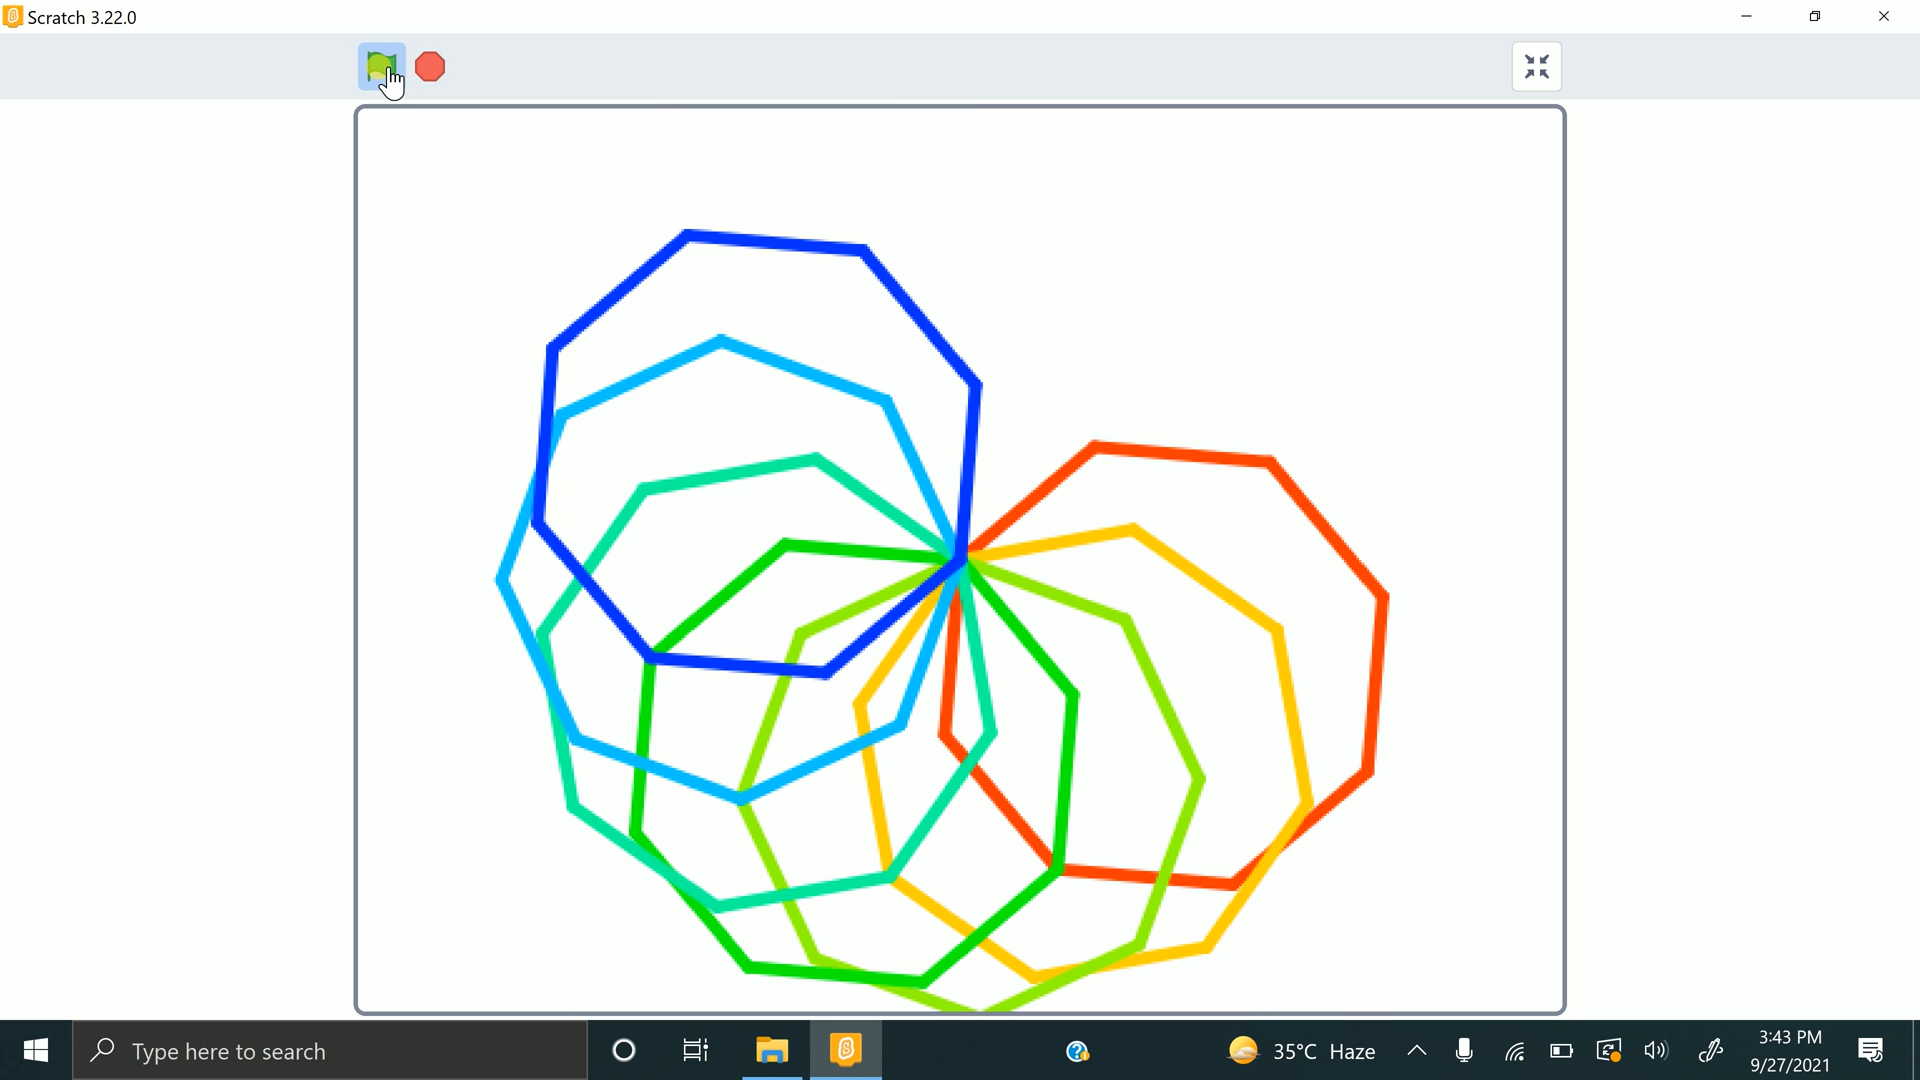 Scratch 3.22.0
Type here to search
35°C Haze
3:43 PM
9/27/2021